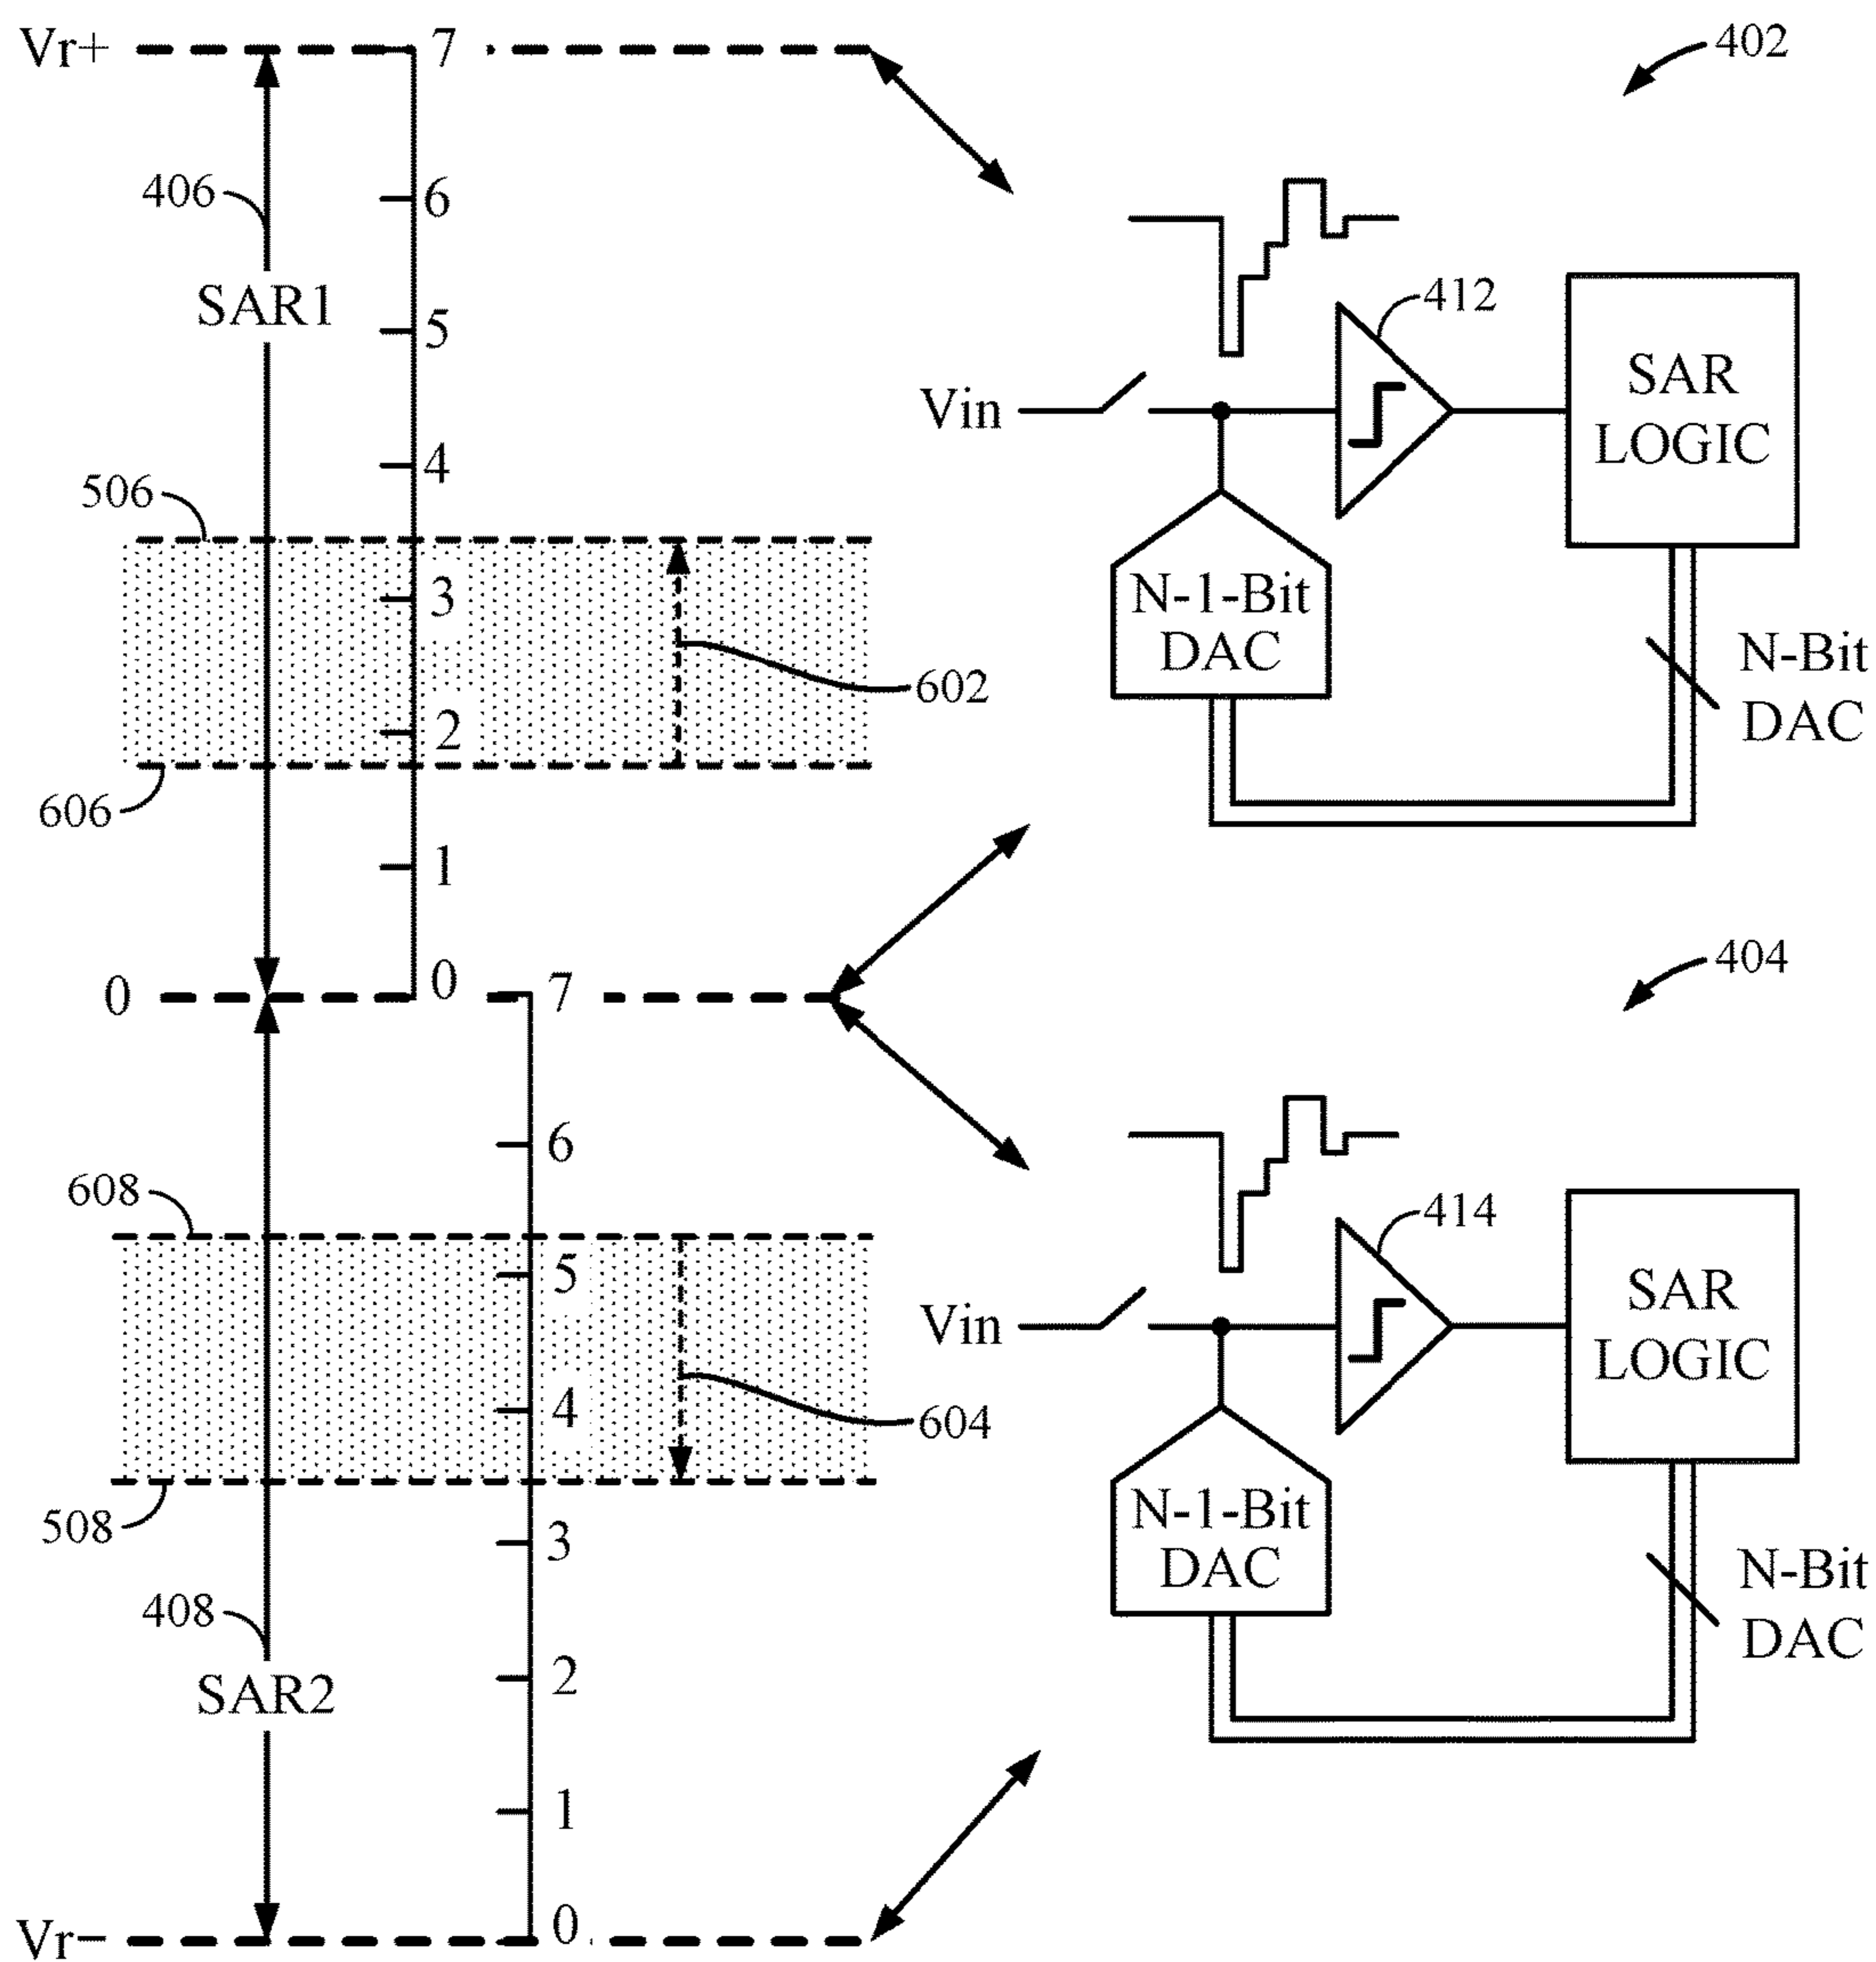 Vr+
7
402
406
6
SAR1
5
412
SAR
LOGIC
Vin
4
506
3
N-1-Bit
DAC
602
N-Bit
DAC
2
606
1
0
0
7
404
6
608
414
5
SAR
LOGIC
Vin
4
604
508
3
N-1-Bit
DAC
N-Bit
DAC
408
SAR2
2
1
0
Vr−